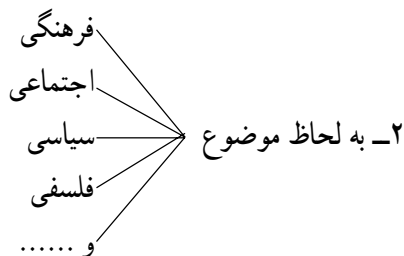 فرهنگی
اجتماعی
۲ــ به لحاظ موضوع
سیاسی
فلسفی
و ......